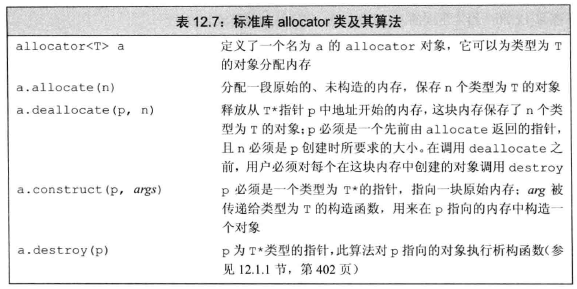 表 12.7：标准库 allocator 类及其算法
allocator<T> a 定义了一个名为 a 的 allocator 对象，它可以为类型为 T
的对象分配内存
a.allocate(n) 分配一段原始的、未构造的内存，保存 n 个类型为 T 的对象
a.deallocate(p, n) 释放从 T*指针 p 中地址开始的内存，这块内存保存了 n 个类
型为 T 的对象；p 必须是一个先前由 allocate 返回的指针，
且 n 必须是 p 创建时所要求的大小。在调用 deallocate 之
前，用户必须对每个在这块内存中创建的对象调用 destroy
a.construct(p, args) p 必须是一个类型为 T*的指针，指向一块原始内存；arg 被
传递给类型为 T 的构造函数，用来在 p 指向的内存中构造一
个对象
a.destroy(p) p 为 T*类型的指针，此算法对 p 指向的对象执行析构函数（参
见 12.1.1 节，第 402 页）